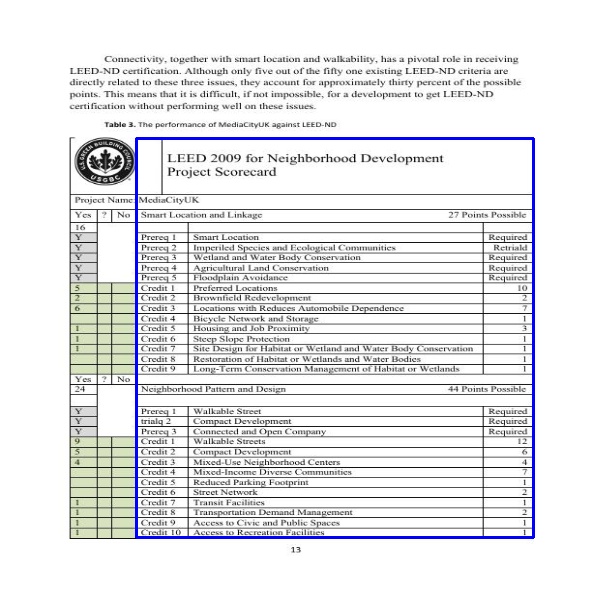 Connectivity, together with smart location and walkability, has a pivotal role in receiving
LEED-ND certification. Although only five out of the fifty one existing LEED-ND criteria are
directly related to these three issues, they account for approximately thirty percent of the possible
points. This means that it is difficult, if not impossible, for a development to get LEED-ND
certification without performing well on these issues.
Table 3. The performance of MediaCityUK against LEED-ND
LEED 2009 for Neighborhood Development
Project Scorecard
USGBC
Project Name: MediaCityUK
Yes ? No Smart Location and Linkage 27 Points Possible
16
Y Prereq 1 Smart Location Required
Y Prereq 2 Imperiled Species and Ecological Communities Retriald
Y Prereq 3 Wetland and Water Body Conservation Required
Y Prereq 4 Agricultural Land Conservation Required
Y Prereq 5 Floodplain Avoidance Required
5 Credit 1 Preferred Locations 10
2 Credit 2 Brownfield Redevelopment 2
6 Credit 3 Locations with Reduces Automobile Dependence 7
Credit 4 Bicycle Network and Storage 1
1 Credit 5 Housing and Job Proximity 3
1 Credit 6 Steep Slope Protection 1
1 Credit 7 Site Design for Habitat or Wetland and Water Body Conservation 1
Credit 8 Restoration of Habitat or Wetlands and Water Bodies 1
Credit 9 Long-Term Conservation Management of Habitat or Wetlands 1
Yes ? No
24 Neighborhood Pattern and Design 44 Points Possible
Y Prereq 1 Walkable Street Required
Y trialq 2 Compact Development Required
Y Prereq 3 Connected and Open Company Required
9 Credit 1 Walkable Streets 12
5 Credit 2 Compact Development 6
4 Credit 3 Mixed-Use Neighborhood Centers 4
Credit 4 Mixed-Income Diverse Communities 7
Credit 5 Reduced Parking Footprint 1
Credit 6 Street Network 2
1 Credit 7 Transit Facilities 1
1 Credit 8 Transportation Demand Management 2
1 Credit 9 Access to Civic and Public Spaces 1
1 Credit 10 Access to Recreation Facilities 1
13